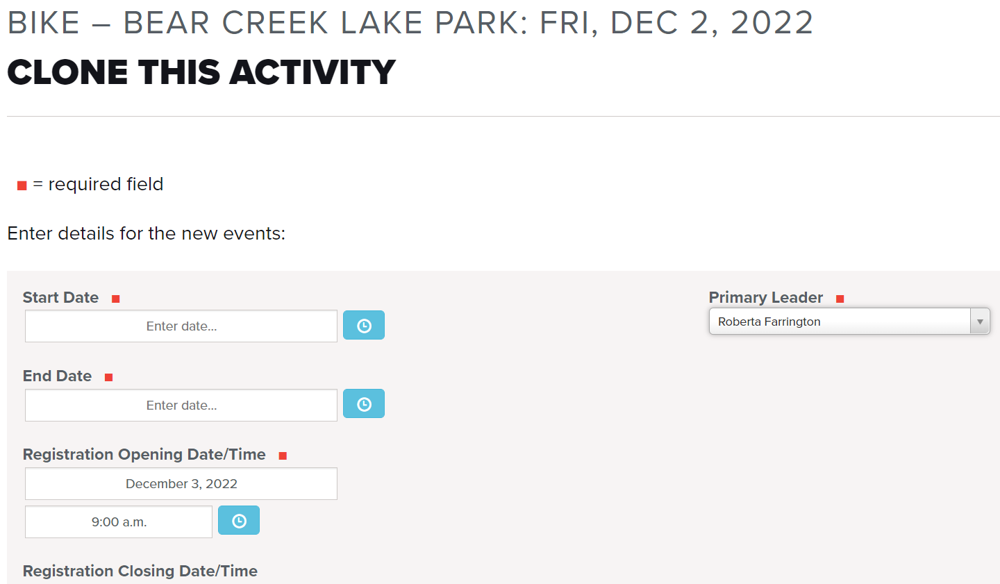 BIKE – BEAR CREEK LAKE PARK: FRI, DEC 2, 2022
CLONE THIS ACTIVITY
= required field
Enter details for the new events:
Start Date
Enter date...
End Date
Enter date...
Registration Opening Date/Time
December 3, 2022
9:00 a.m.
Registration Closing Date/Time
Primary Leader
Roberta Farrington